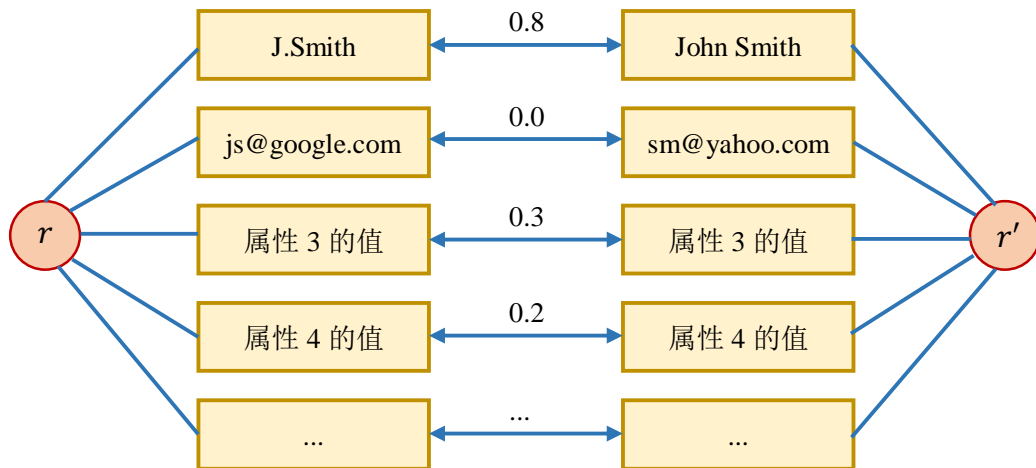 J.Smith 0.8 John Smith
js@google.com 0.0 sm@yahoo.com
r 属性 3 的值 0.3 属性 3 的值 r′
属性 4 的值 0.2 属性 4 的值
... ... ...